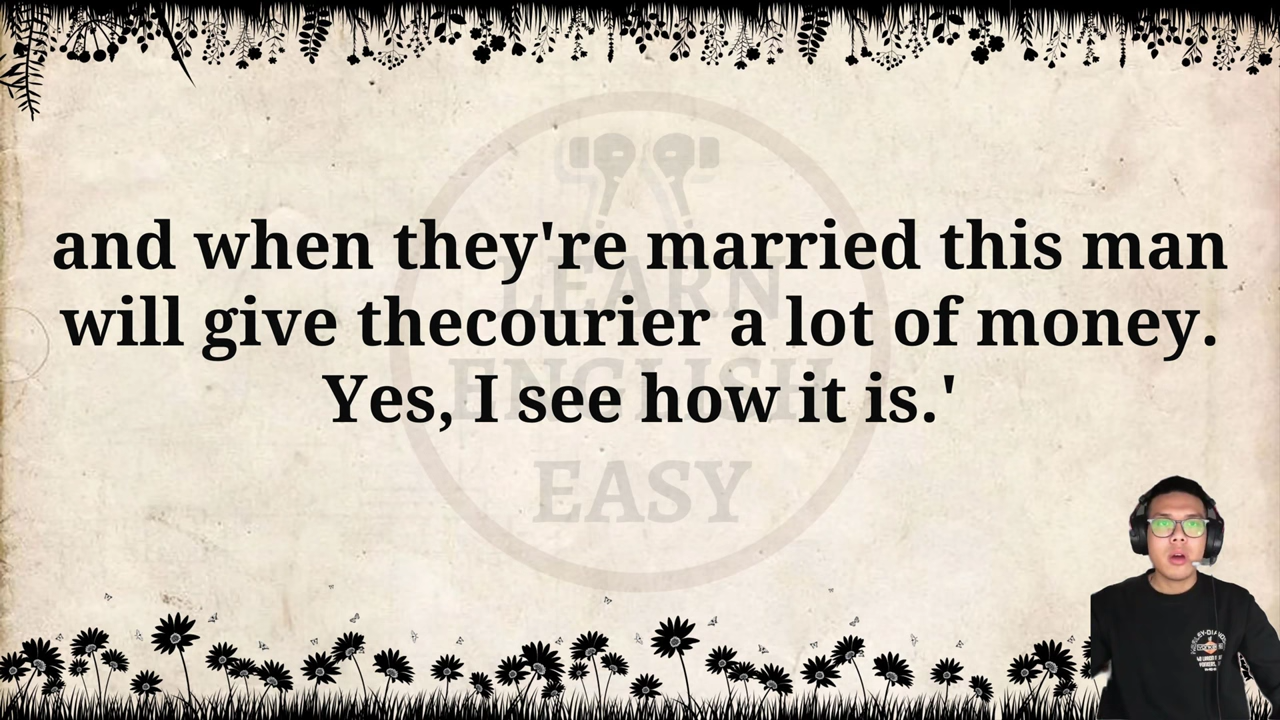 and when they're married this man
will give thecourier a lot of money.
Yes, I see how it is.'
LEARN
ENGLISH
EASY